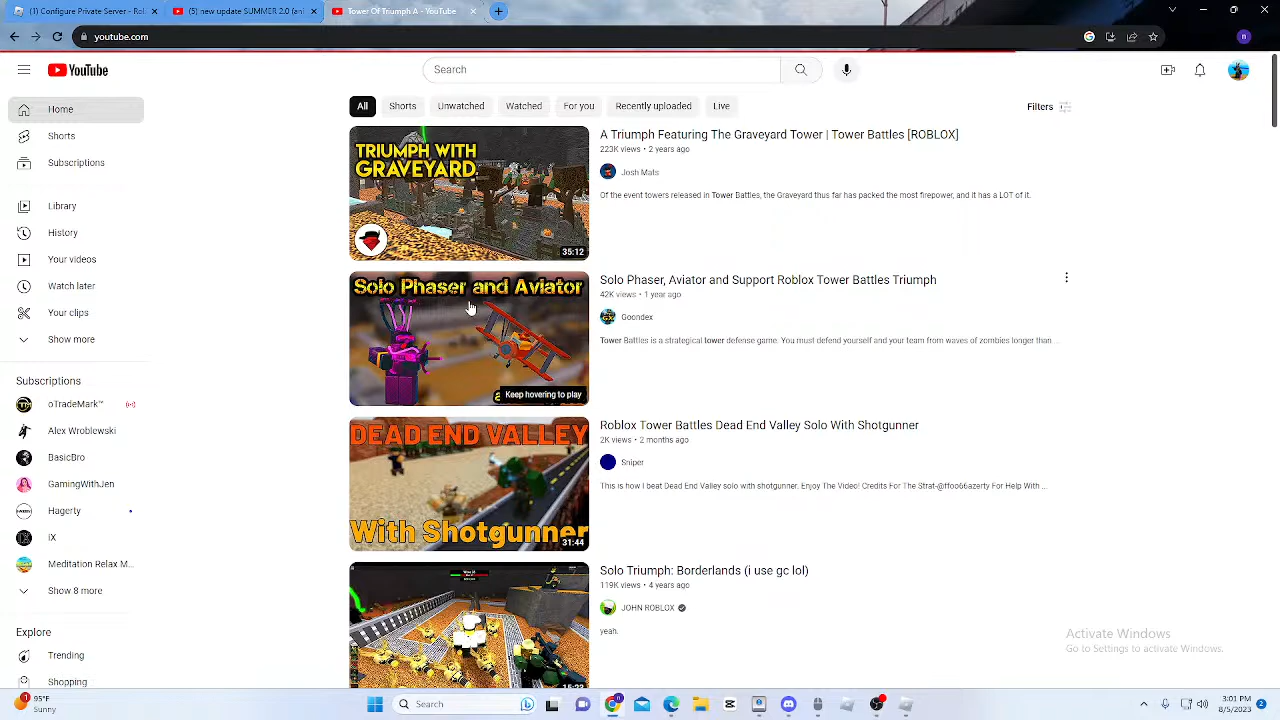 (1) Configure Private Server - Rol
(5) new update SUMMER 2.0 (ani
Tower Of Triumph A - YouTube
youtube.com
n
YouTube
Search
All
Shorts
Unwatched
Watched
For you
Recently uploaded
Live
Filters
Home
Shorts
Subscriptions
Library
History
Your videos
Watch later
Your clips
Show more
Subscriptions
oTradeMark™
Alex Wroblewski
BasicBro
GamingWithJen
Hagerty
iX
Meditation Relax M...
Show 8 more
Explore
Trending
Shopping
TRIUMPH WITH
GRAVEYARD
35:12
A Triumph Featuring The Graveyard Tower | Tower Battles [ROBLOX]
223K views • 2 years ago
Josh Mats
Of the event towers released in Tower Battles, the Graveyard thus far has packed the most firepower, and it has a LOT of it.
Solo Phaser and Aviator
Keep hovering to play
Solo Phaser, Aviator and Support Roblox Tower Battles Triumph
42K views • 1 year ago
Goondex
Tower Battles is a strategical tower defense game. You must defend yourself and your team from waves of zombies longer than...
DEAD END VALLEY
With Shotgunner
31:44
Roblox Tower Battles Dead End Valley Solo With Shotgunner
2K views • 2 months ago
Sniper
This is how I beat Dead End Valley solo with shotgunner. Enjoy The Video! Credits For The Strat-@ffoo66azerty For Help With ...
Solo Triumph: Borderlands (i use gc lol)
119K views • 4 years ago
JOHN ROBLOX
yeah.
Activate Windows
Go to Settings to activate Windows.
95°F
Sunny
Search
3:01 PM
8/5/2023